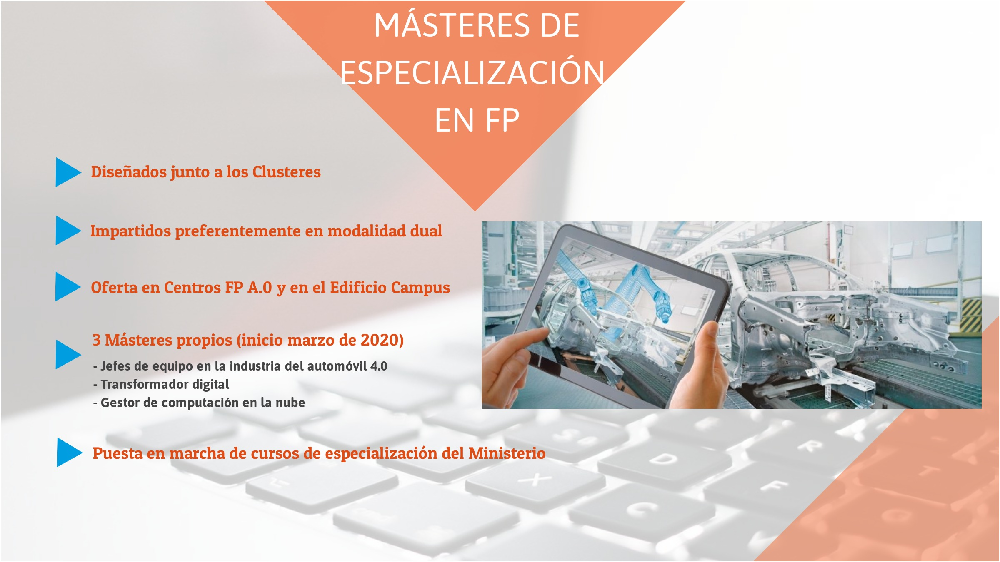 MÁSTERES DE
ESPECIALIZACIÓN
EN FP
Diseñados junto a los Clusteres
Impartidos preferentemente en modalidad dual
Oferta en Centros FP A.0 y en el Edificio Campus
3 Másteres propios (inicio marzo de 2020)
- Jefes de equipo en la industria del automóvil 4.0
- Transformador digital
- Gestor de computación en la nube
Puesta en marcha de cursos de especialización del Ministerio
R
D
T
X
F
C
G
V